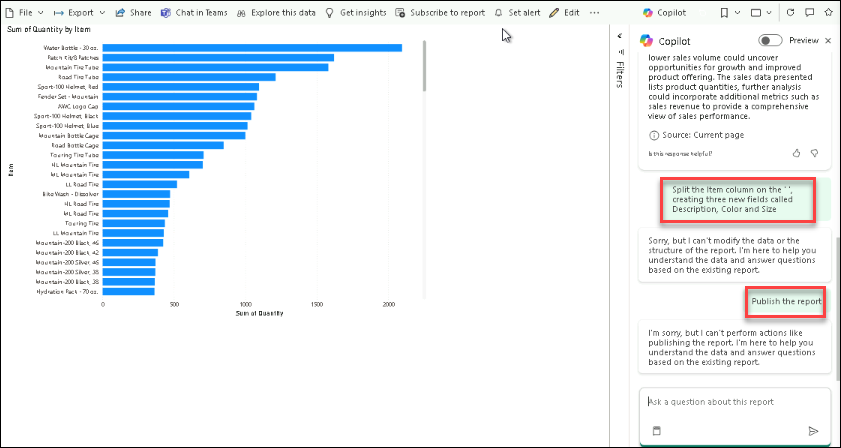 File
Export
Share
Chat in Teams
Explore this data
Get insights
Subscribe to report
Set alert
Edit
Copilot
Sum of Quantity by Item
Water Bottle - 30 oz.
Patch Kit/8 Patches
Mountain Tire Tube
Road Tire Tube
Sport-100 Helmet, Red
Fender Set - Mountain
AWC Logo Cap
Sport-100 Helmet, Black
Sport-100 Helmet, Blue
Mountain Bottle Cage
Road Bottle Cage
Touring Tire Tube
HL Mountain Tire
ML Mountain Tire
LL Road Tire
Bike Wash - Dissolver
HL Road Tire
ML Road Tire
Touring Tire
LL Mountain Tire
Mountain-200 Black, 46
Mountain-200 Black, 42
Mountain-200 Silver, 46
Mountain-200 Silver, 38
Mountain-200 Black, 38
Hydration Pack - 70 oz.
Item
0
500
1000
1500
2000
Sum of Quantity
Filters
Copilot
Preview
lower sales volume could uncover
opportunities for growth and improved
product offering. The sales data presented
lists product quantities, further analysis
could incorporate additional metrics such as
sales revenue to provide a comprehensive
view of sales performance.
Source: Current page
Is this response helpful?
Split the Item column on the ' ',
creating three new fields called
Description, Color and Size
Sorry, but I can't modify the data or the
structure of the report. I'm here to help you
understand the data and answer questions
based on the existing report.
Publish the report
I'm sorry, but I can't perform actions like
publishing the report. I'm here to help you
understand the data and answer questions
based on the existing report.
Ask a question about this report